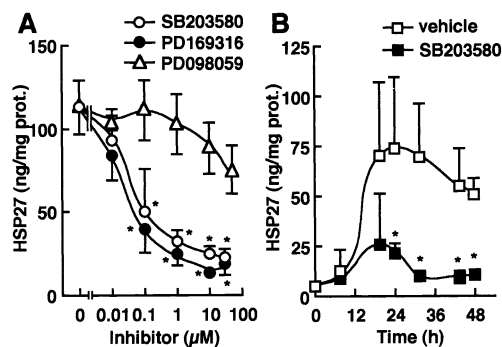 A
SB203580
PD169316
PD098059
HSP27 (ng/mg prot.)
150
100
50
0
0 0.01 0.1 1 10 100
Inhibitor (µM)
* * * * * * *
B
vehicle
SB203580
HSP27 (ng/mg prot.)
125
100
75
50
25
0
0 12 24 36 48
Time (h)
* * * *